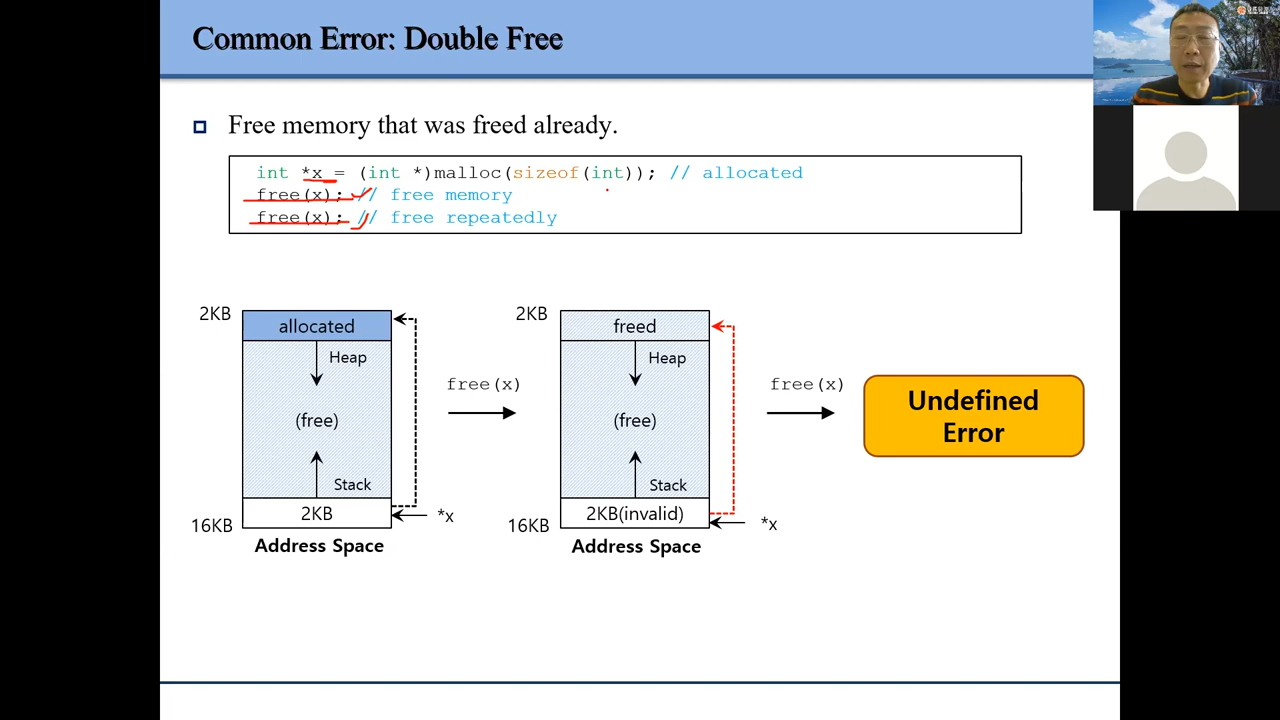 Common Error: Double Free
Free memory that was freed already.
int *x = (int *)malloc(sizeof(int)); // allocated
free(x); // free memory
free(x); // free repeatedly
2KB
allocated
Heap
(free)
Stack
2KB
16KB
*x
Address Space
free(x)
2KB
freed
Heap
(free)
Stack
2KB(invalid)
16KB
*x
Address Space
free(x)
Undefined
Error